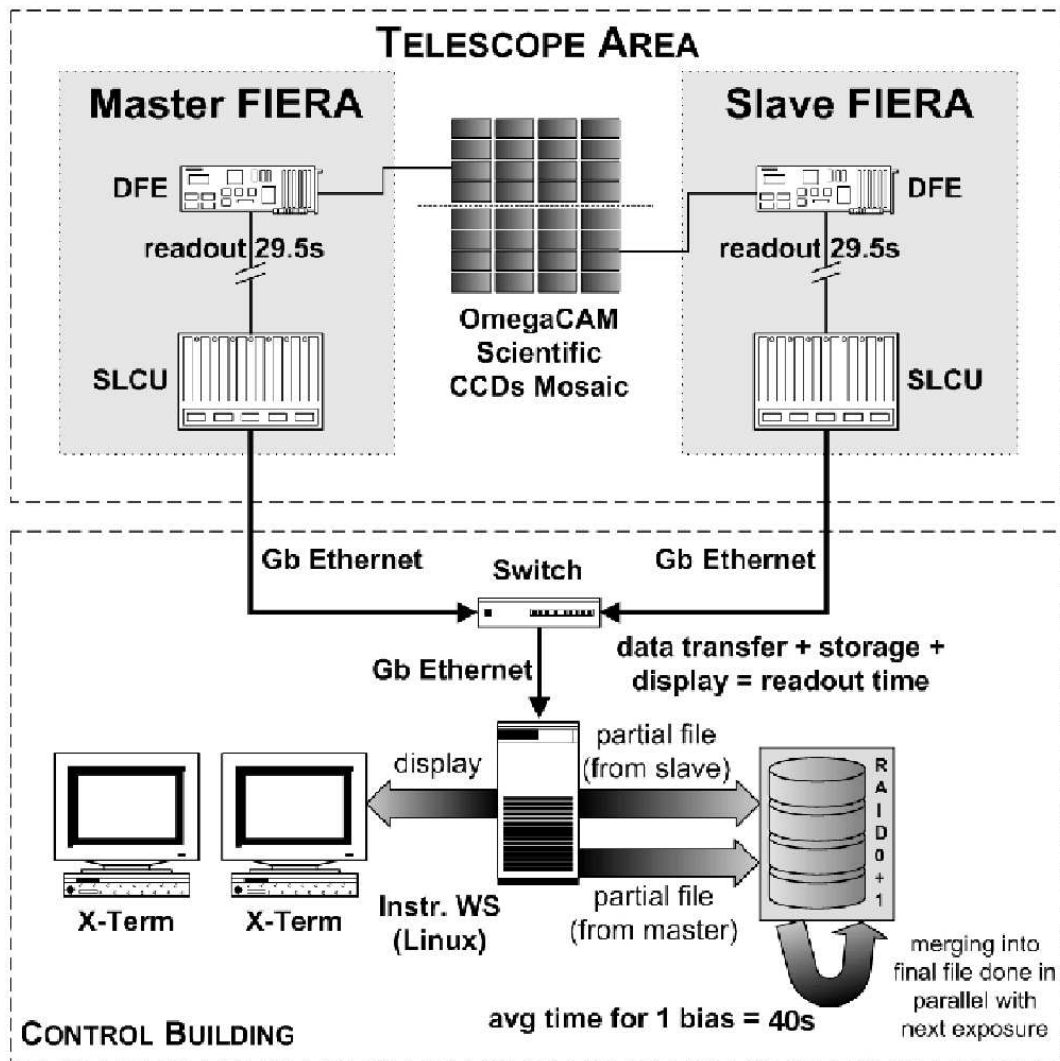 TELESCOPE AREA
Master FIERA
Slave FIERA
DFE
DFE
readout 29.5s
readout 29.5s
OmegaCAM
Scientific
CCDs Mosaic
SLCU
SLCU
Gb Ethernet
Switch
Gb Ethernet
Gb Ethernet
data transfer + storage +
display = readout time
display
partial file
(from slave)
RAID0+1
X-Term
X-Term
Instr. WS
(Linux)
partial file
(from master)
merging into
final file done in
parallel with
next exposure
avg time for 1 bias = 40s
CONTROL BUILDING